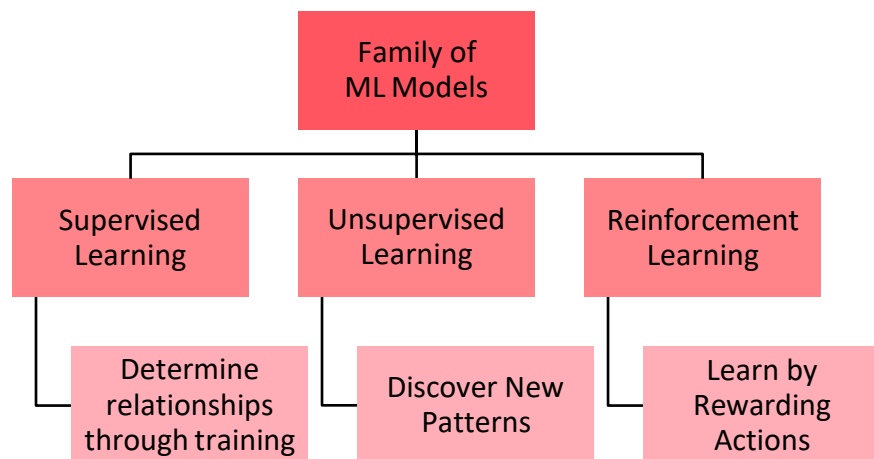 Family of
ML Models
Supervised
Learning
Unsupervised
Learning
Reinforcement
Learning
Determine
relationships
through training
Discover New
Patterns
Learn by
Rewarding
Actions